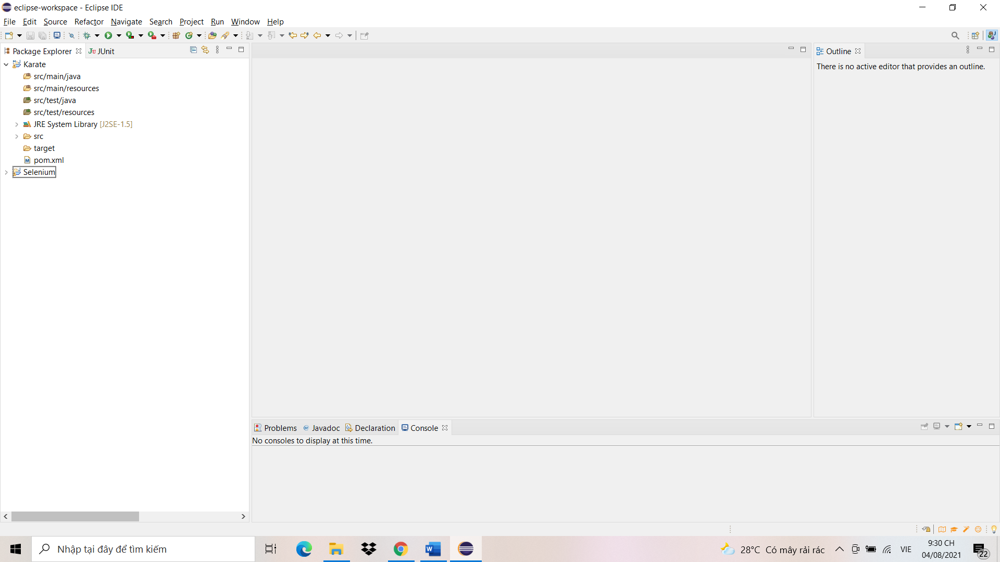 eclipse-workspace - Eclipse IDE
File Edit Source Refactor Navigate Search Project Run Window Help
Package Explorer JUnit
Karate
src/main/java
src/main/resources
src/test/java
src/test/resources
JRE System Library [J2SE-1.5]
src
target
pom.xml
Selenium
Outline
There is no active editor that provides an outline.
Problems Javadoc Declaration Console
No consoles to display at this time.
Nhập tại đây để tìm kiếm
28°C Có mây rải rác
VIE
9:30 CH
04/08/2021
22